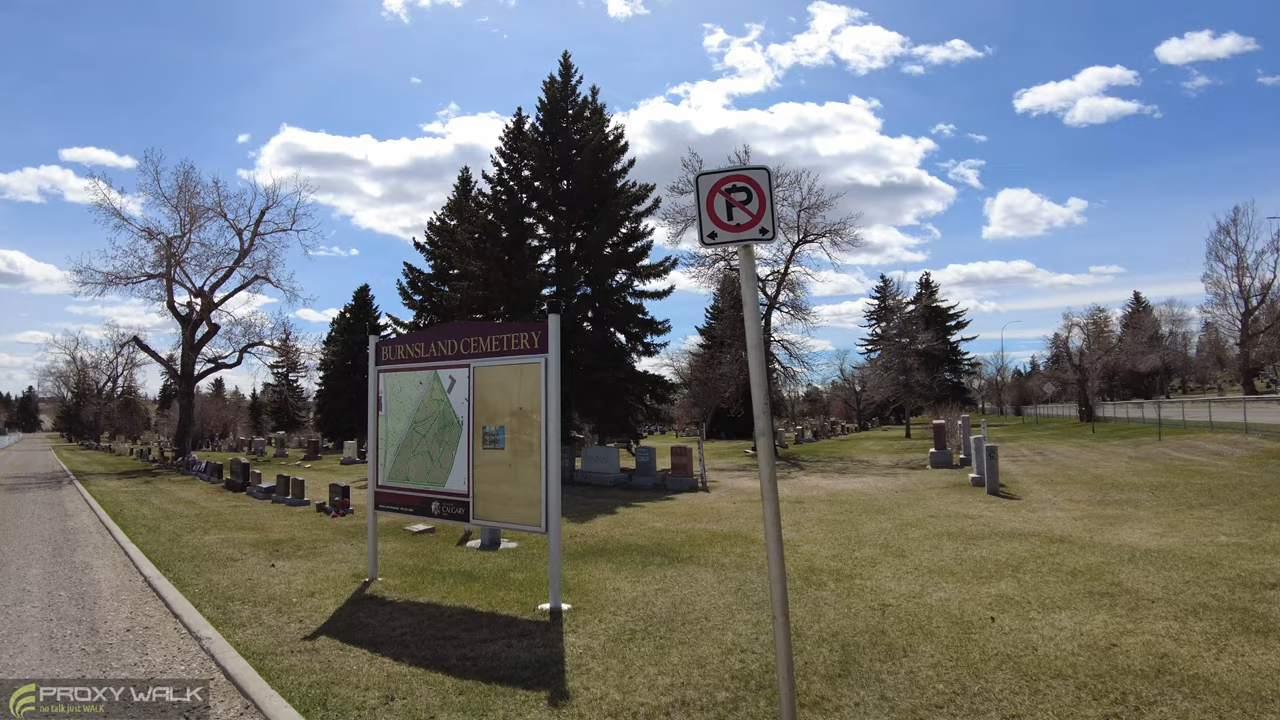 BURNSLAND CEMETERY
P
CALGARY
PROXY WALK
no talk just WALK